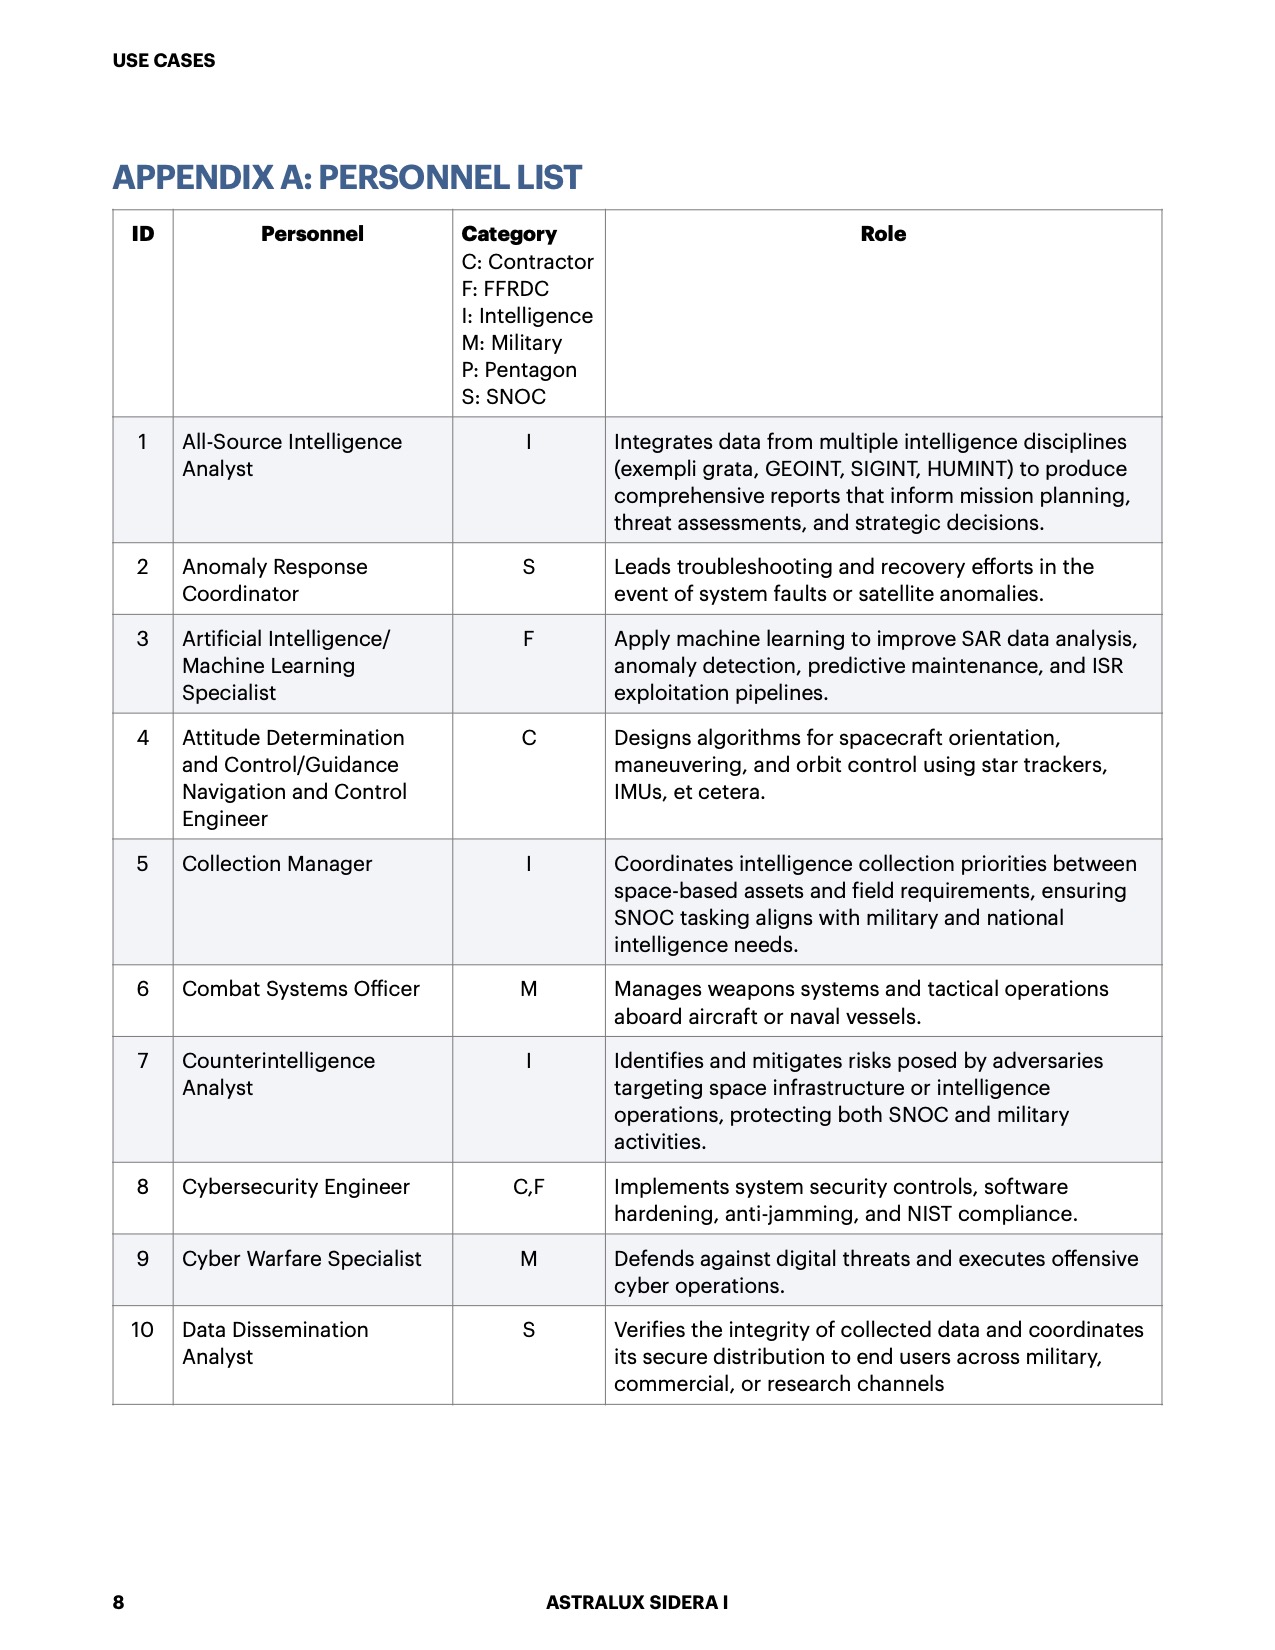 USE CASES
APPENDIX A: PERSONNEL LIST
ID
Personnel
Category
C: Contractor
F: FFRDC
I: Intelligence
M: Military
P: Pentagon
S: SNOC
Role
1
All-Source Intelligence
Analyst
I
Integrates data from multiple intelligence disciplines
(exempli grata, GEOINT, SIGINT, HUMINT) to produce
comprehensive reports that inform mission planning,
threat assessments, and strategic decisions.
2
Anomaly Response
Coordinator
S
Leads troubleshooting and recovery efforts in the
event of system faults or satellite anomalies.
3
Artificial Intelligence/
Machine Learning
Specialist
F
Apply machine learning to improve SAR data analysis,
anomaly detection, predictive maintenance, and ISR
exploitation pipelines.
4
Attitude Determination
and Control/Guidance
Navigation and Control
Engineer
C
Designs algorithms for spacecraft orientation,
maneuvering, and orbit control using star trackers,
IMUs, et cetera.
5
Collection Manager
I
Coordinates intelligence collection priorities between
space-based assets and field requirements, ensuring
SNOC tasking aligns with military and national
intelligence needs.
6
Combat Systems Officer
M
Manages weapons systems and tactical operations
aboard aircraft or naval vessels.
7
Counterintelligence
Analyst
I
Identifies and mitigates risks posed by adversaries
targeting space infrastructure or intelligence
operations, protecting both SNOC and military
activities.
8
Cybersecurity Engineer
C,F
Implements system security controls, software
hardening, anti-jamming, and NIST compliance.
9
Cyber Warfare Specialist
M
Defends against digital threats and executes offensive
cyber operations.
10
Data Dissemination
Analyst
S
Verifies the integrity of collected data and coordinates
its secure distribution to end users across military,
commercial, or research channels
8
ASTRALUX SIDERA I